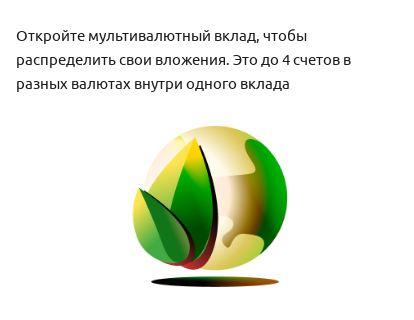 Откройте мультивалютный вклад, чтобы
распределить свои вложения. Это до 4 счетов в
разных валютах внутри одного вклада